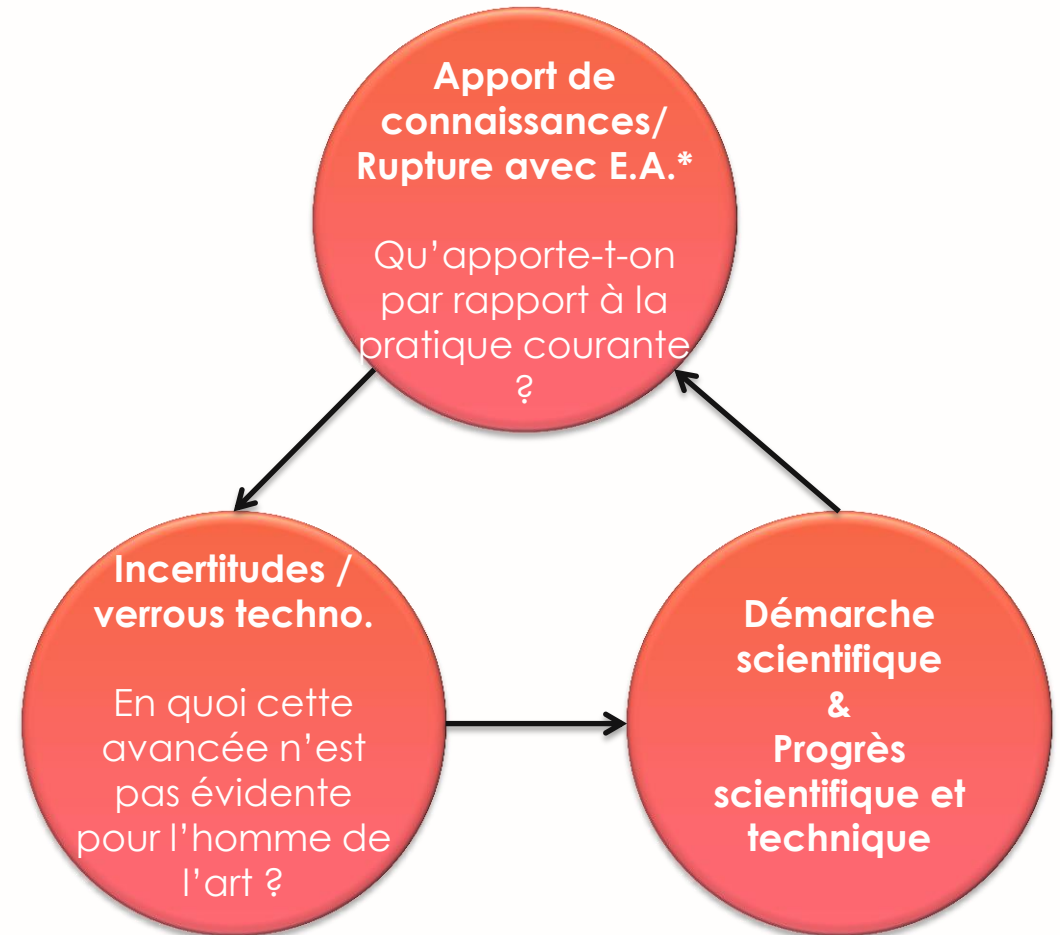 Apport de
connaissances/
Rupture avec E.A.*
Qu’apporte-t-on
par rapport à la
pratique courante
?
Incertitudes /
verrous techno.
En quoi cette
avancée n’est
pas évidente
pour l’homme de
l’art ?
Démarche
scientifique
&
Progrès
scientifique et
technique